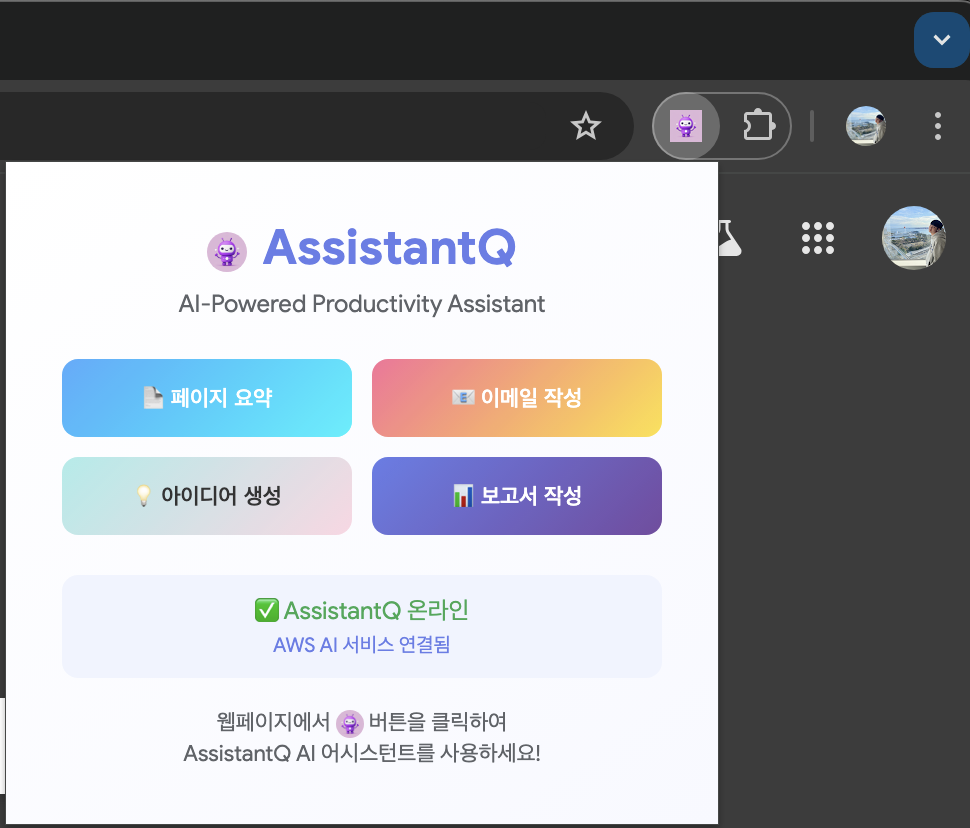 AssistantQ
AI-Powered Productivity Assistant
페이지 요약
이메일 작성
아이디어 생성
보고서 작성
AssistantQ 온라인
AWS AI 서비스 연결됨
웹페이지에서 버튼을 클릭하여
AssistantQ AI 어시스턴트를 사용하세요!